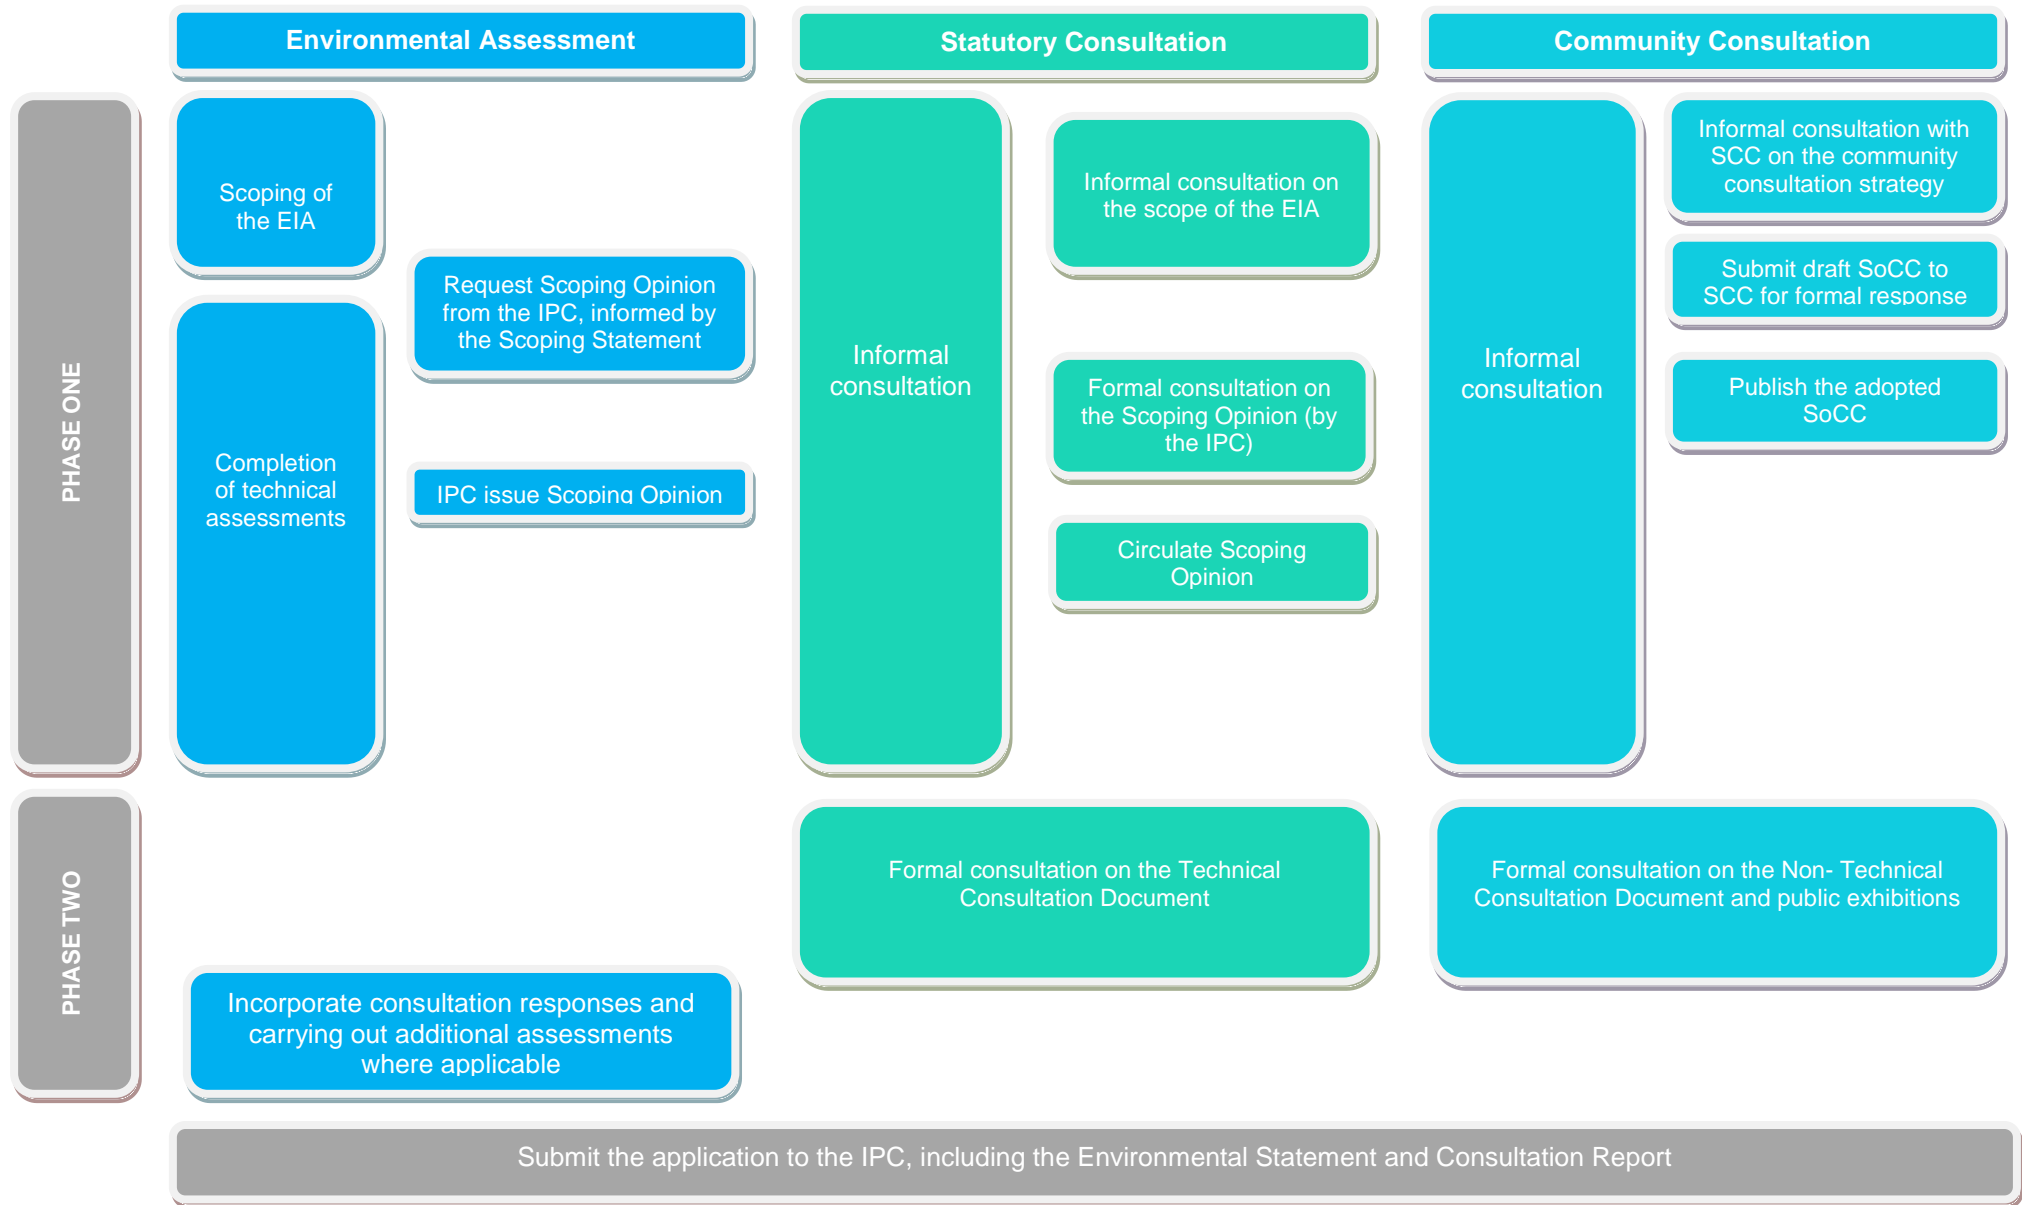 Environmental Assessment
Statutory Consultation
Community Consultation
PHASE ONE
Scoping of
the EIA
Request Scoping Opinion
from the IPC, informed by
the Scoping Statement
Completion
of technical
assessments
IPC issue Scoping Opinion
Informal
consultation
Informal consultation on
the scope of the EIA
Formal consultation on
the Scoping Opinion (by
the IPC)
Circulate Scoping
Opinion
Informal
consultation
Informal consultation with
SCC on the community
consultation strategy
Submit draft SoCC to
SCC for formal response
Publish the adopted
SoCC
PHASE TWO
Formal consultation on the Technical
Consultation Document
Formal consultation on the Non- Technical
Consultation Document and public exhibitions
Incorporate consultation responses and
carrying out additional assessments
where applicable
Submit the application to the IPC, including the Environmental Statement and Consultation Report